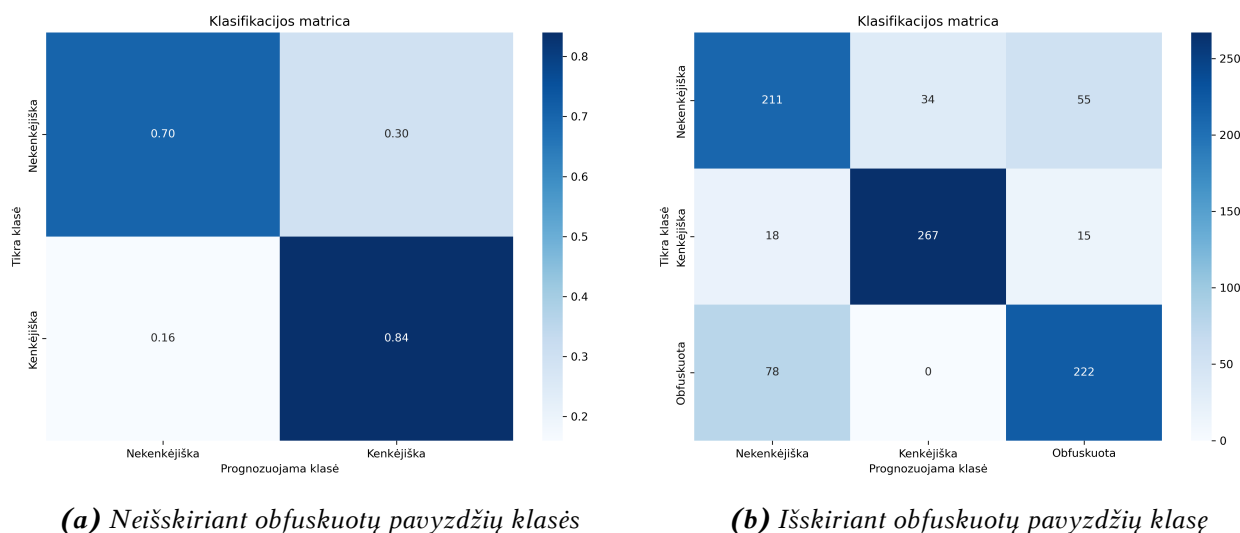 Klasifikacijos matrica
Nekenkėjiška
0.70
0.30
Tikra klasė
Kenkėjiška
0.16
0.84
Nekenkėjiška
Kenkėjiška
Prognozuojama klasė
0.8
0.7
0.6
0.5
0.4
0.3
0.2
(a) Neišskiriant obfuskuotų pavyzdžių klasės
Klasifikacijos matrica
Nekenkėjiška
211
34
55
Tikra klasė
Kenkėjiška
18
267
15
Obfuskuota
78
0
222
Nekenkėjiška
Kenkėjiška
Obfuskuota
Prognozuojama klasė
250
200
150
100
50
0
(b) Išskiriant obfuskuotų pavyzdžių klasę